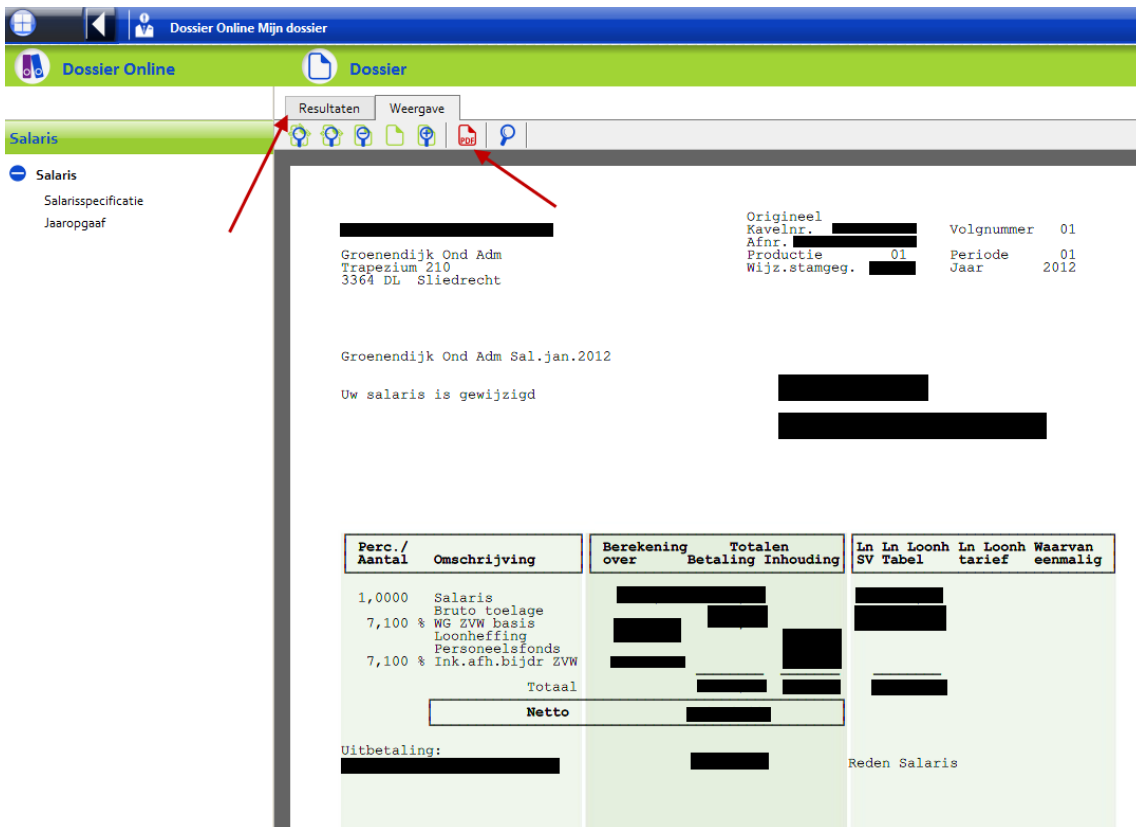 Dossier Online Mijn dossier
Dossier Online
Dossier
Resultaten Weergave
PDF
Salaris
Salaris
Salarisspecificatie
Jaaropgaaf
Origineel
Kavelnr. Volgnummer 01
Afnr.
Groenendijk Ond Adm Productie 01 Periode 01
Trapezium 210 Wijz.stamgeg. Jaar 2012
3364 DL Sliedrecht
Groenendijk Ond Adm Sal.jan.2012
Uw salaris is gewijzigd
Perc./ Berekening Totalen Ln Ln Loonh Ln Loonh Waarvan
Aantal Omschrijving over Betaling Inhouding SV Tabel tarief eenmalig
1,0000 Salaris
Bruto toelage
7,100 % WG ZVW basis
Loonheffing
Personeelsfonds
7,100 % Ink.afh.bijdr ZVW
Totaal
Netto
Uitbetaling:
Reden Salaris